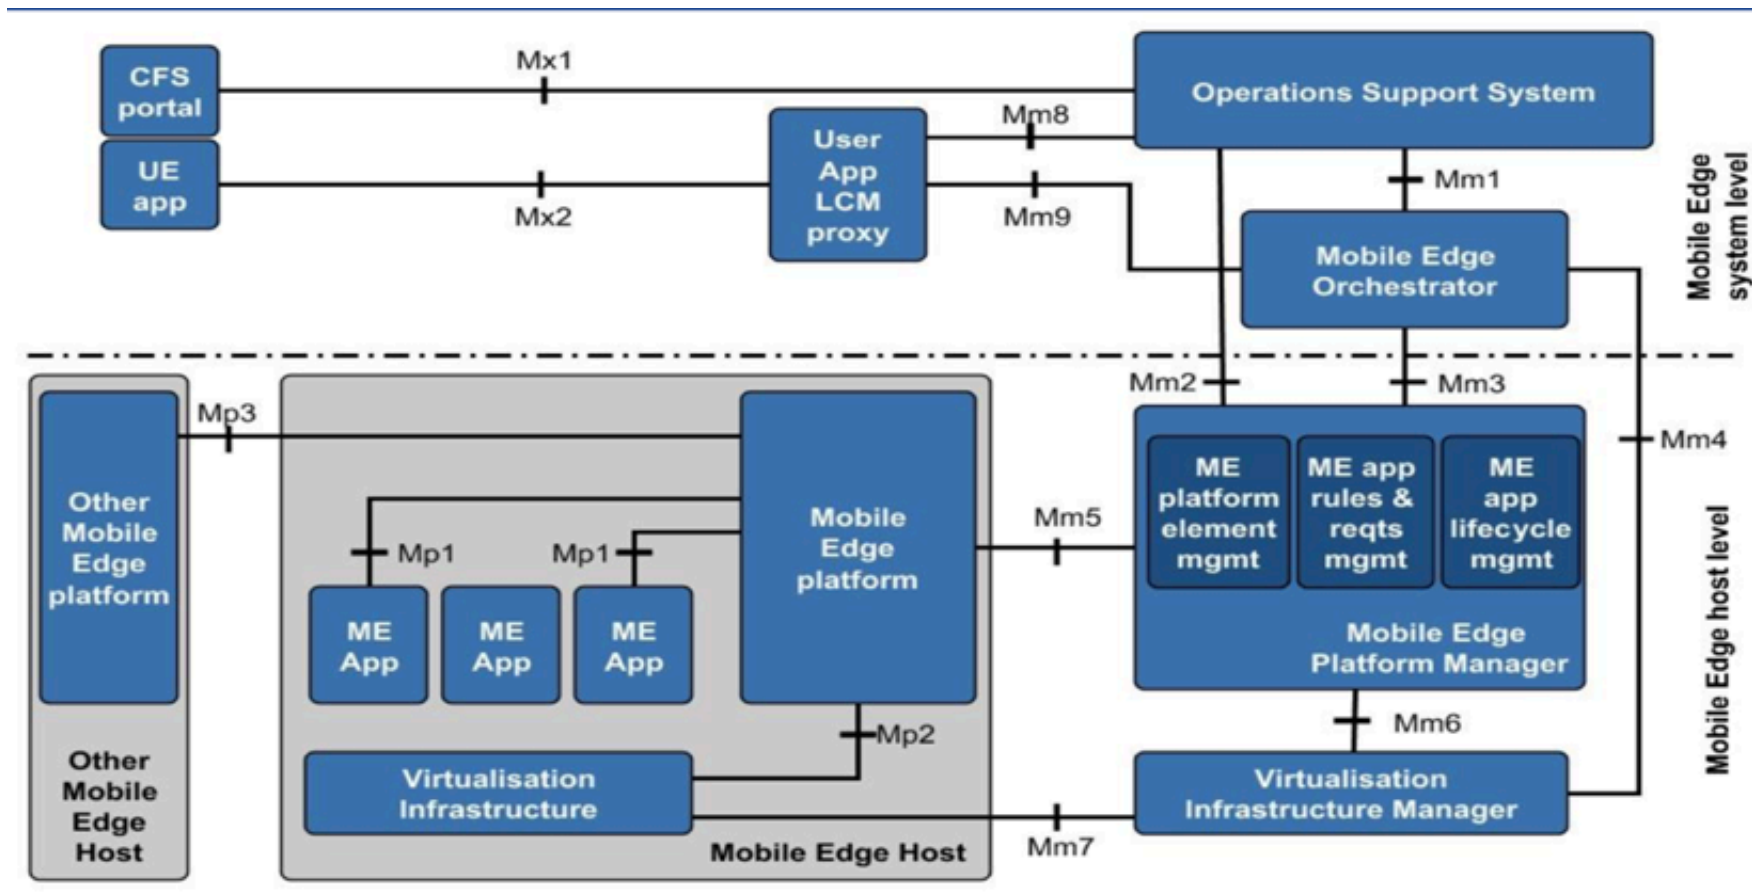 CFS
portal
Mx1
Operations Support System
UE
app
Mx2
User
App
LCM
proxy
Mm8
Mm9
Mm1
Mobile Edge
Orchestrator
Mobile Edge
system level
Mm2
Mm3
Mm4
Other
Mobile
Edge
platform
Other
Mobile
Edge
Host
Mp3
Mobile
Edge
platform
Mp1
Mp1
ME
App
ME
App
ME
App
Mp2
Virtualisation
Infrastructure
Mobile Edge Host
Mm5
ME
platform
element
mgmt
ME app
rules &
reqts
mgmt
ME
app
lifecycle
mgmt
Mobile Edge
Platform Manager
Mm6
Virtualisation
Infrastructure Manager
Mm7
Mobile Edge host level